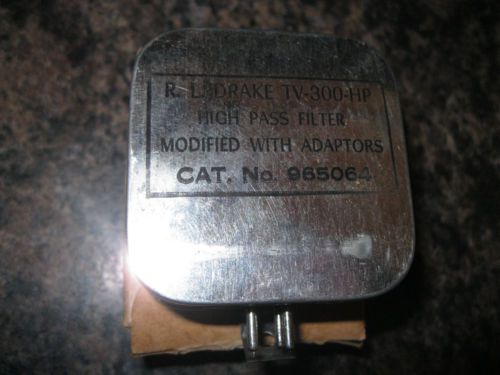 R. L. DRAKE TV-300-HP
HIGH PASS FILTER
MODIFIED WITH ADAPTORS
CAT. No. 965064